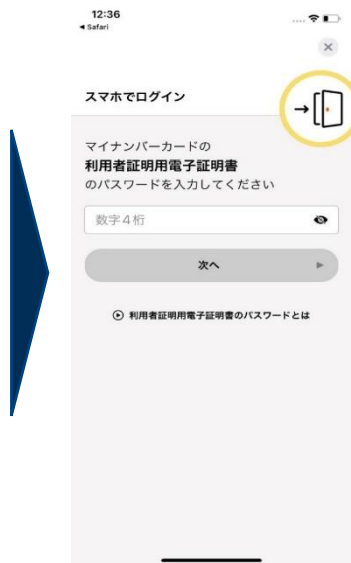 12:36
◀ Safari
スマホでログイン
マイナンバーカードの
利用者証明用電子証明書
のパスワードを入力してください
数字4桁
次へ
利用者証明用電子証明書のパスワードとは